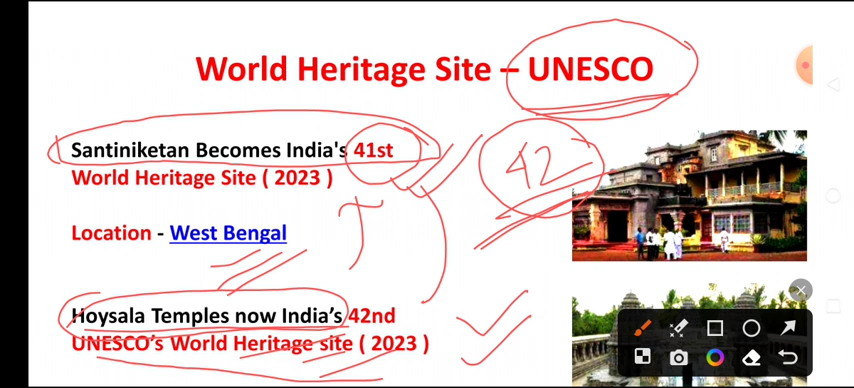 World Heritage Site – UNESCO
Santiniketan Becomes India's 41st
World Heritage Site ( 2023 )
42
Location - West Bengal
Hoysala Temples now India's 42nd
UNESCO's World Heritage site ( 2023 )